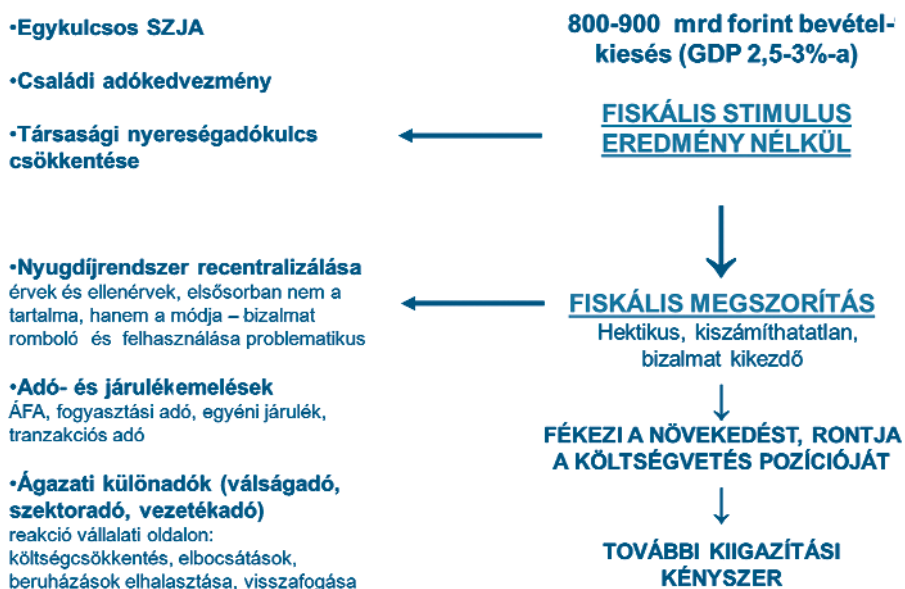 •Egykulcsos SZJA
•Családi adókedvezmény
•Társasági nyereségadókulcs
csökkentése
800-900 mrd forint bevétel-
kiesés (GDP 2,5-3%-a)
FISKÁLIS STIMULUS
EREDMÉNY NÉLKÜL
•Nyugdíjrendszer recentralizálása
érvek és ellenérvek, elsősorban nem a
tartalma, hanem a módja – bizalmat
romboló és felhasználása problematikus
•Adó- és járulékemelések
ÁFA, fogyasztási adó, egyéni járulék,
tranzakciós adó
•Ágazati különadók (válságadó,
szektoradó, vezetékadó)
reakció vállalati oldalon:
költségcsökkentés, elbocsátások,
beruházások elhalasztása, visszafogása
FISKÁLIS MEGSZORÍTÁS
Hektikus, kiszámíthatatlan,
bizalmat kikezdő
FÉKEZI A NÖVEKEDÉST, RONTJA
A KÖLTSÉGVETÉS POZÍCIÓJÁT
TOVÁBBI KIIGAZÍTÁSI
KÉNYSZER